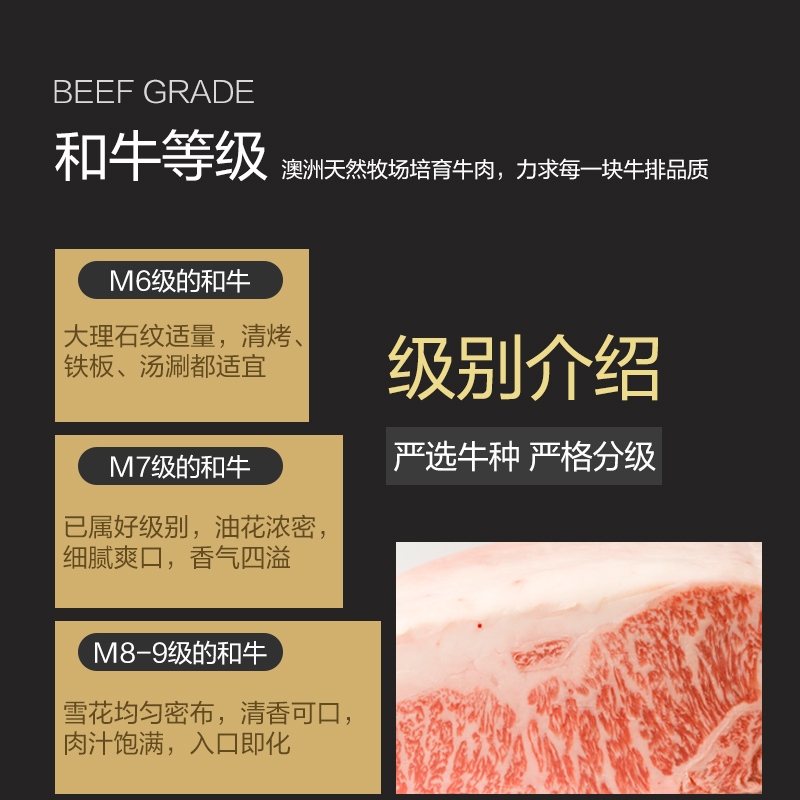 BEEF GRADE
和牛等级 澳洲天然牧场培育牛肉，力求每一块牛排品质
M6级的和牛
大理石纹适量，清烤、
铁板、汤涮都适宜
级别介绍
严选牛种 严格分级
M7级的和牛
已属好级别，油花浓密，
细腻爽口，香气四溢
M8-9级的和牛
雪花均匀密布，清香可口，
肉汁饱满，入口即化